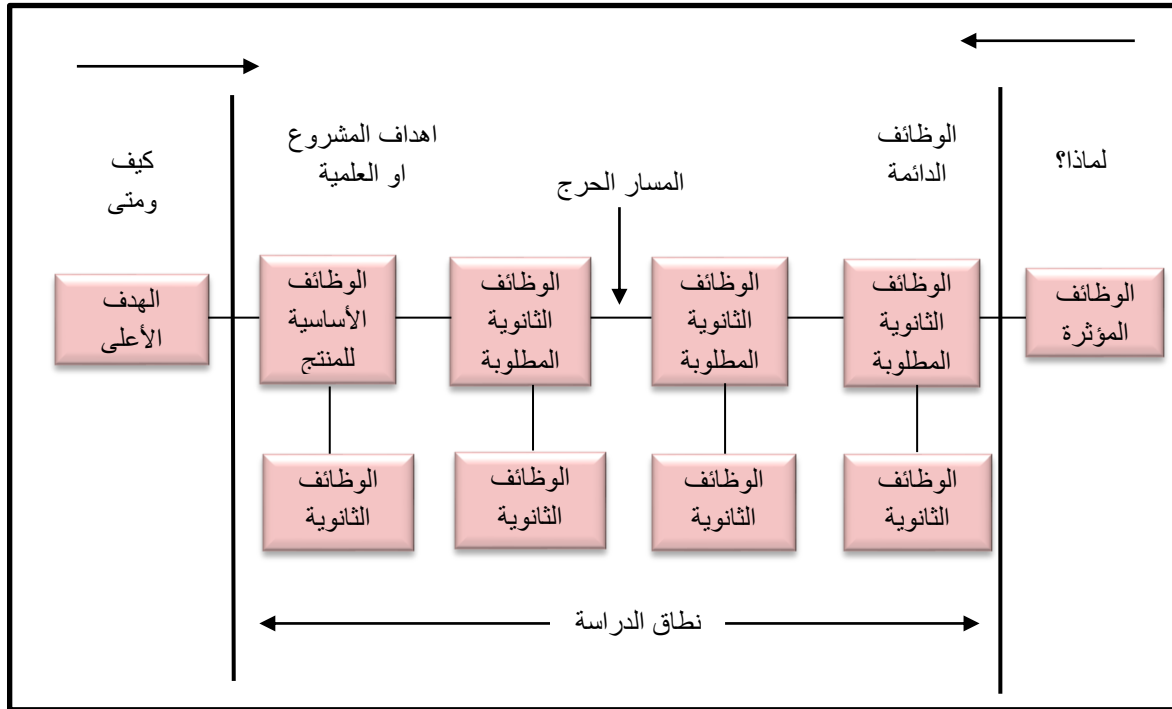 لماذا؟
الوظائف
الدائمة
المسار الحرج
اهداف المشروع
او العلمية
كيف
ومتى
الوظائف
المؤثرة
الوظائف
الثانوية
المطلوبة
الوظائف
الثانوية
المطلوبة
الوظائف
الثانوية
المطلوبة
الوظائف
الأساسية
للمنتج
الهدف
الأعلى
الوظائف
الثانوية
الوظائف
الثانوية
الوظائف
الثانوية
الوظائف
الثانوية
نطاق الدراسة